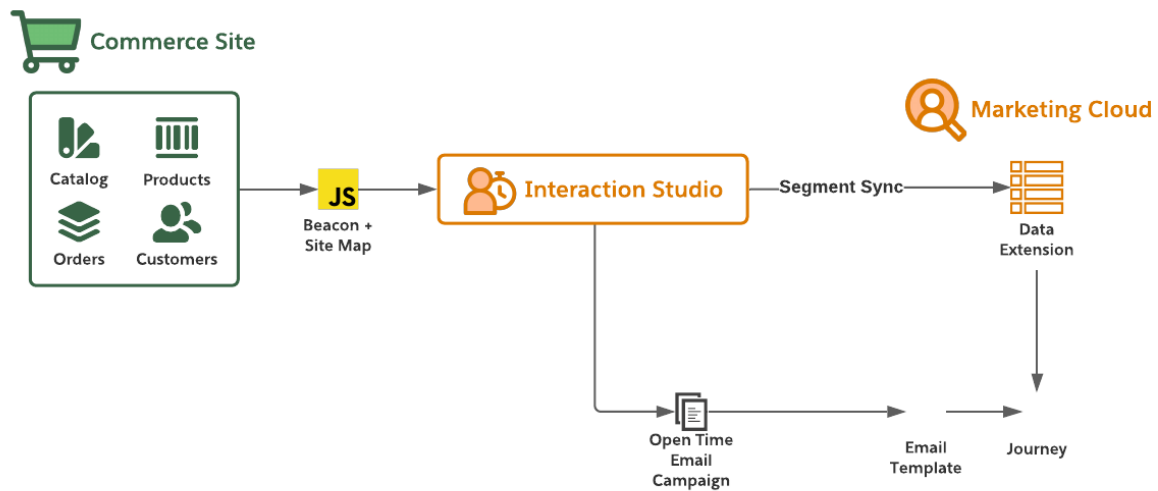 Commerce Site
Marketing Cloud
Catalog
Products
Orders
Customers
JS
Beacon +
Site Map
Interaction Studio
Segment Sync
Data
Extension
Open Time
Email
Campaign
Email
Template
Journey